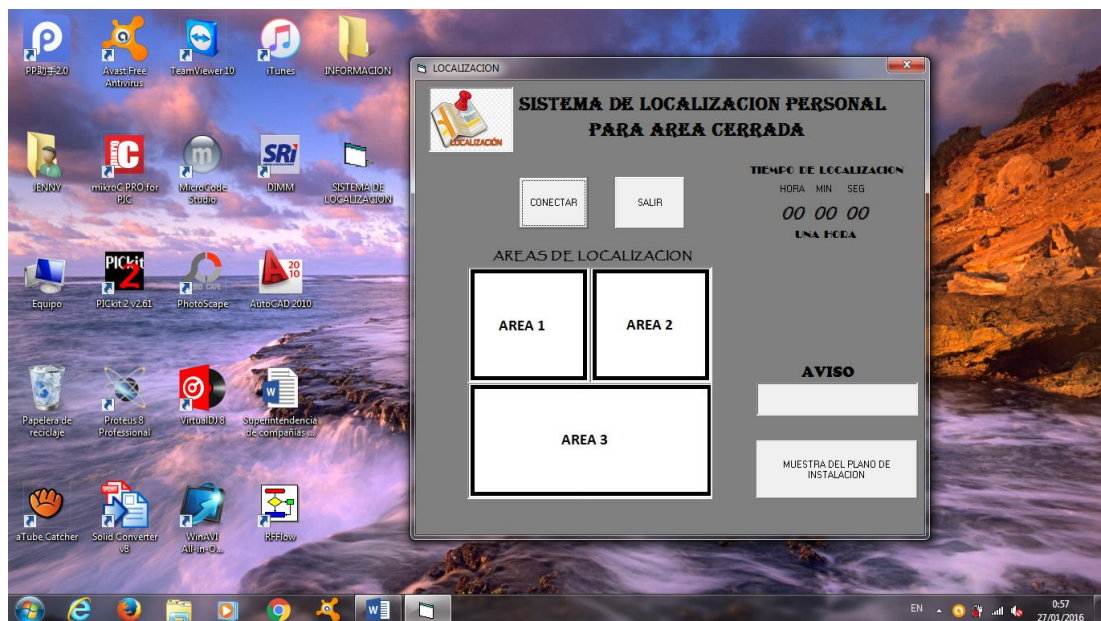 PP助手2.0
Avast Free
Antivirus
TeamViewer 10
iTunes
INFORMACION
JENNY
mikroC PRO for
PIC
MicroCode
Studio
SRi
DIMM
SISTEMA DE
LOCALIZACION
Equipo
PICkit
2
PICkit 2 v2.61
PhotoScape
20
10
AutoCAD 2010
Papelera de
reciclaje
Proteus 8
Professional
VirtualDJ 8
Superintendencia
de compañias ...
aTube Catcher
Solid Converter
v8
WinAVI
All-in-O...
RFFlow
LOCALIZACION
LOCALIZACIÓN
SISTEMA DE LOCALIZACION PERSONAL
PARA AREA CERRADA
CONECTAR
SALIR
TIEMPO DE LOCALIZACION
HORA MIN SEG
00 00 00
UNA HORA
AREAS DE LOCALIZACION
AREA 1
AREA 2
AREA 3
AVISO
MUESTRA DEL PLANO DE
INSTALACION
EN
0:57
27/01/2016